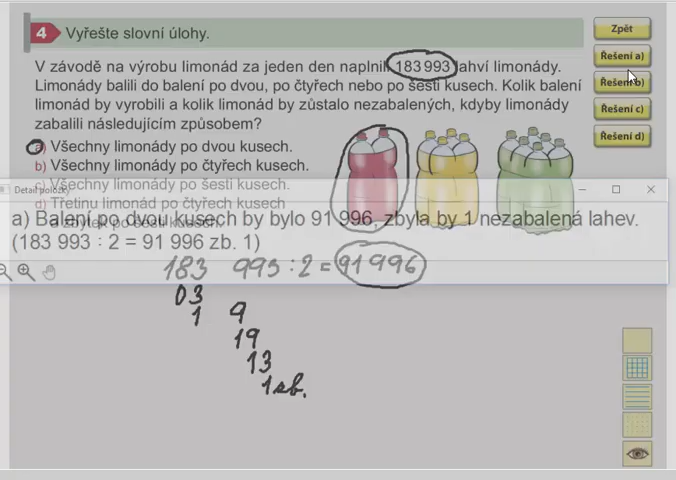 4 Vyřešte slovní úlohy.
Zpět
Řešení a)
Řešení b)
Řešení c)
Řešení d)
V závodě na výrobu limonád za jeden den naplnili 183 993 lahví limonády.
Limonády balili do balení po dvou, po čtyřech nebo po šesti kusech. Kolik balení
limonád by vyrobili a kolik limonád by zůstalo nezabalených, kdyby limonády
zabalili následujícím způsobem?
a) Všechny limonády po dvou kusech.
b) Všechny limonády po čtyřech kusech.
c) Všechny limonády po šesti kusech.
d) Třetinu limonád po čtyřech kusech
a zbytek po šesti kusech.
Detail položky
a) Balení po dvou kusech by bylo 91 996, zbyla by 1 nezabalená lahev.
(183 993 : 2 = 91 996 zb. 1)
183 993 : 2 = 91 996
03
1 9
19
13
1 zb.